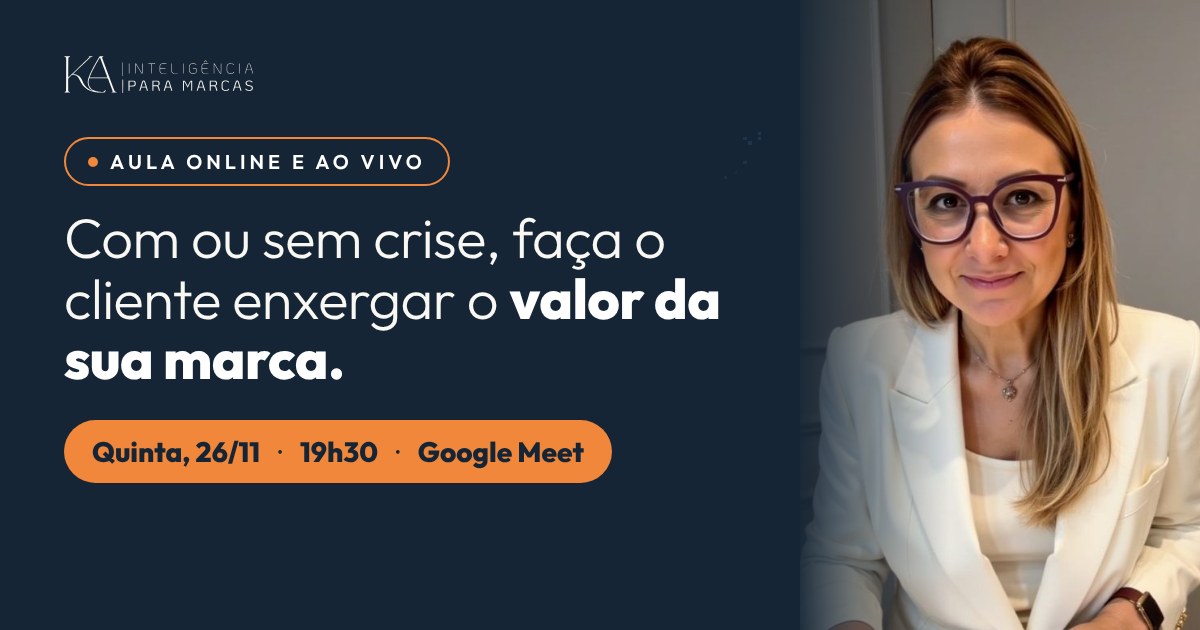 KA INTELIGÊNCIA
PARA MARCAS
AULA ONLINE E AO VIVO
Com ou sem crise, faça o
cliente enxergar o valor da
sua marca.
Quinta, 26/11 · 19h30 · Google Meet